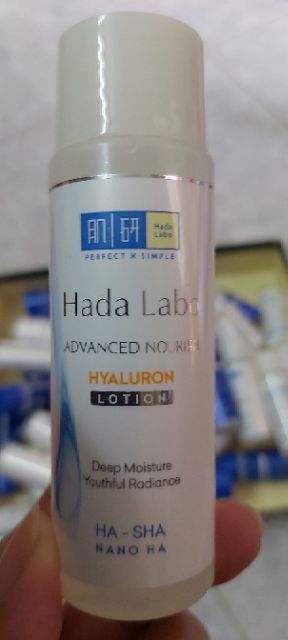 肌研
Hada
Labo
PERFECT X SIMPLE
Hada Labo
ADVANCED NOURISH
HYALURON
LOTION
Deep Moisture
Youthful Radiance
HA - SHA
NANO HA